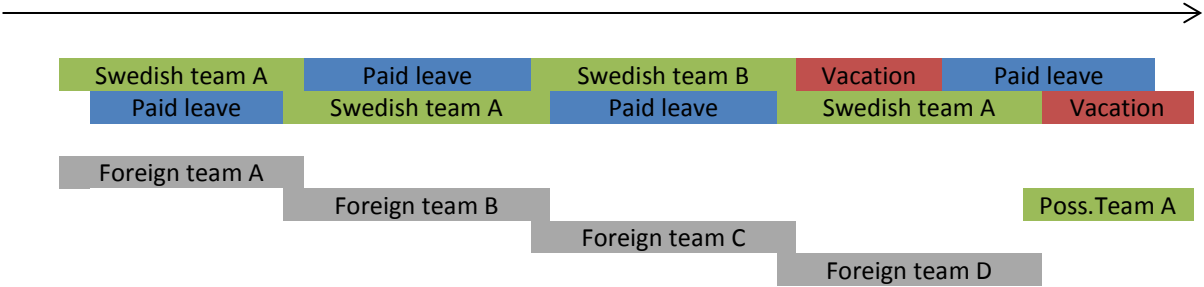 Swedish team A Paid leave Swedish team B Vacation Paid leave
Paid leave Swedish team A Paid leave Swedish team A Vacation
Foreign team A
Foreign team B Poss.Team A
Foreign team C
Foreign team D